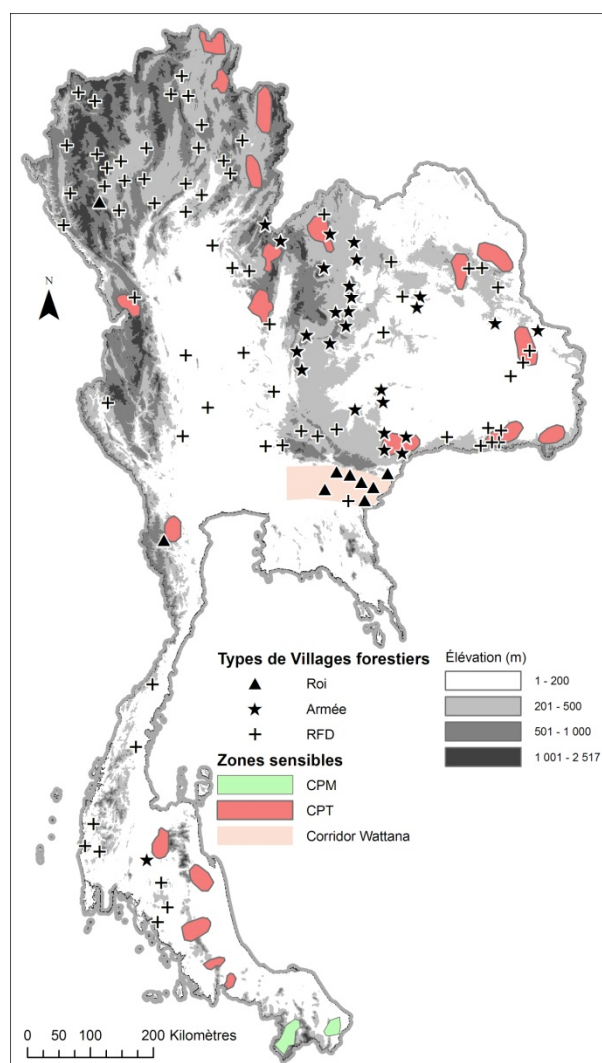 N
Types de Villages forestiers
Roi
Armée
RFD
Zones sensibles
CPM
CPT
Corridor Wattana
Élévation (m)
1 - 200
201 - 500
501 - 1 000
1 001 - 2 517
0 50 100 200 Kilomètres